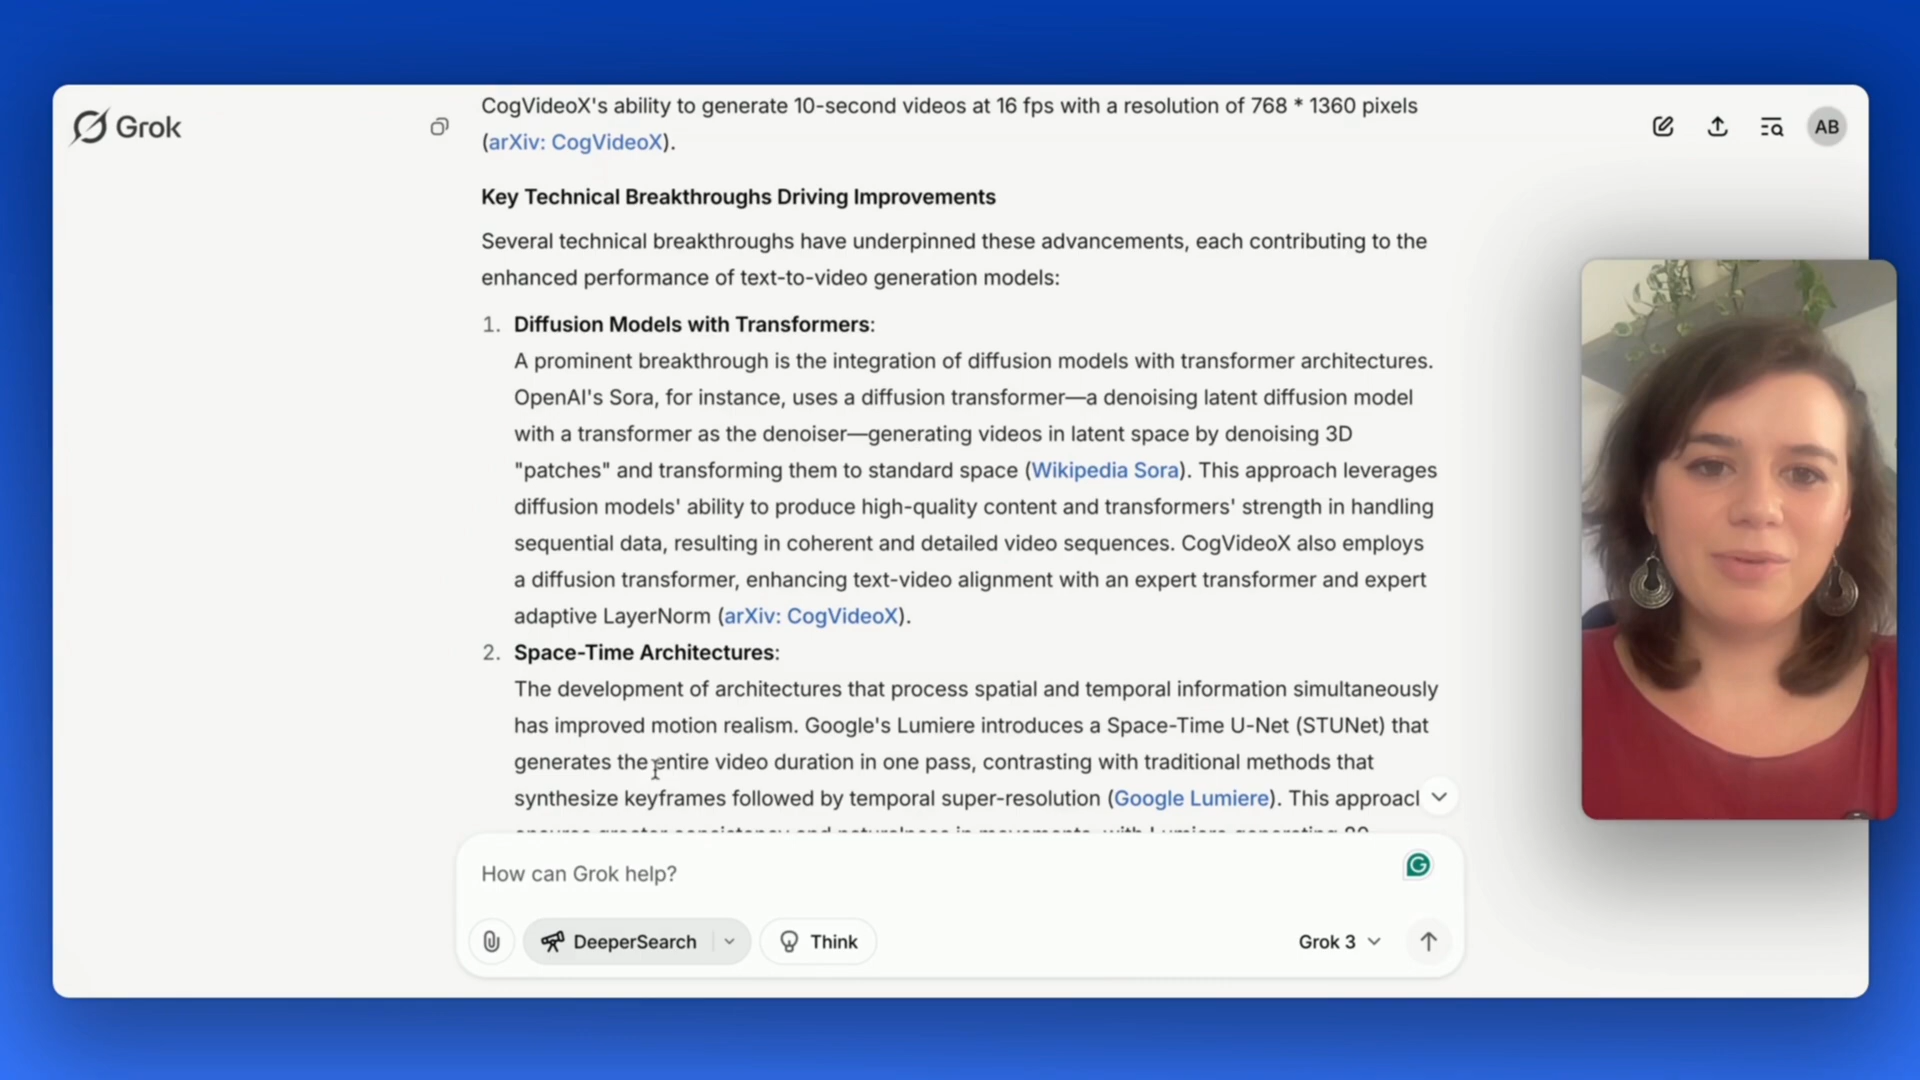 Grok
AB
CogVideoX's ability to generate 10-second videos at 16 fps with a resolution of 768 * 1360 pixels
(arXiv: CogVideoX).
Key Technical Breakthroughs Driving Improvements
Several technical breakthroughs have underpinned these advancements, each contributing to the
enhanced performance of text-to-video generation models:
1. Diffusion Models with Transformers:
A prominent breakthrough is the integration of diffusion models with transformer architectures.
OpenAI's Sora, for instance, uses a diffusion transformer—a denoising latent diffusion model
with a transformer as the denoiser—generating videos in latent space by denoising 3D
"patches" and transforming them to standard space (Wikipedia Sora). This approach leverages
diffusion models' ability to produce high-quality content and transformers' strength in handling
sequential data, resulting in coherent and detailed video sequences. CogVideoX also employs
a diffusion transformer, enhancing text-video alignment with an expert transformer and expert
adaptive LayerNorm (arXiv: CogVideoX).
2. Space-Time Architectures:
The development of architectures that process spatial and temporal information simultaneously
has improved motion realism. Google's Lumiere introduces a Space-Time U-Net (STUNet) that
generates the entire video duration in one pass, contrasting with traditional methods that
synthesize keyframes followed by temporal super-resolution (Google Lumiere). This approach
How can Grok help?
DeeperSearch
Think
Grok 3